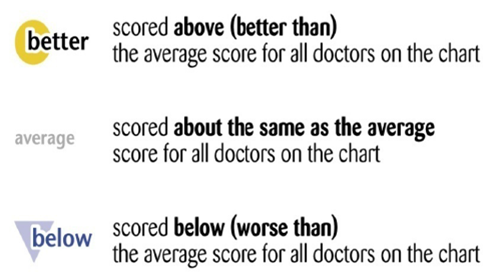 better
scored above (better than)
the average score for all doctors on the chart
average
scored about the same as the average
score for all doctors on the chart
below
scored below (worse than)
the average score for all doctors on the chart